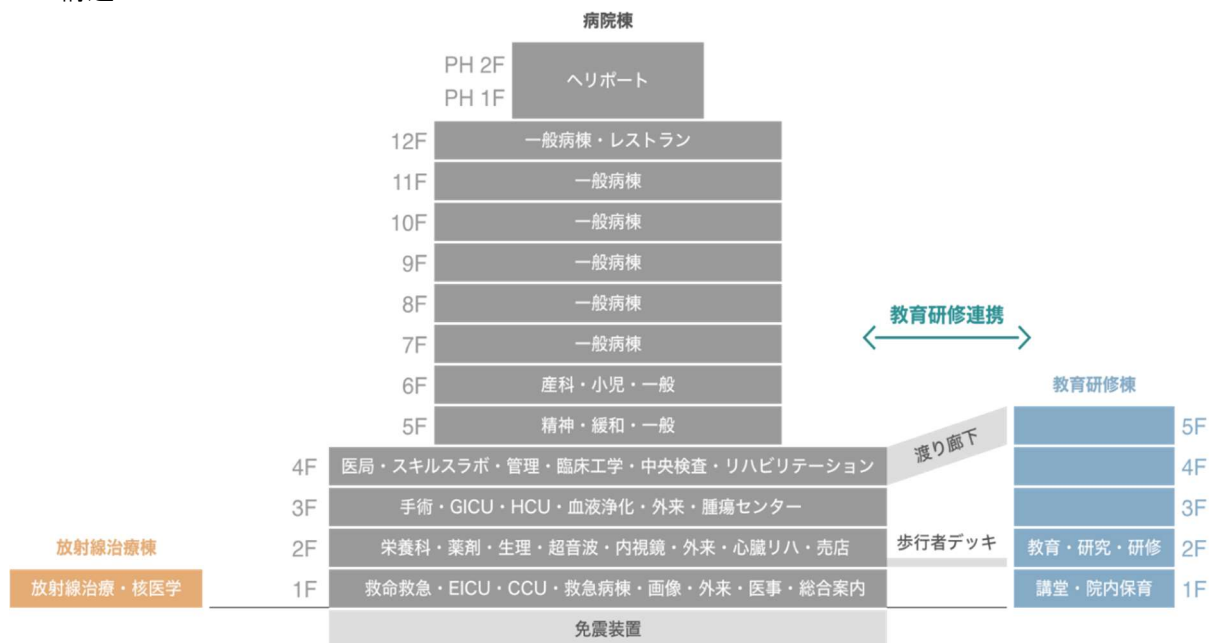 病院棟
PH 2F
PH 1F
ヘリポート
12F 一般病棟・レストラン
11F 一般病棟
10F 一般病棟
9F 一般病棟
8F 一般病棟
7F 一般病棟
教育研修連携
6F 産科・小児・一般
教育研修棟
5F 精神・緩和・一般
渡り廊下
5F
4F 医局・スキルスラボ・管理・臨床工学・中央検査・リハビリテーション
4F
3F 手術・GICU・HCU・血液浄化・外来・腫瘍センター
3F
放射線治療棟
2F 栄養科・薬剤・生理・超音波・内視鏡・外来・心臓リハ・売店
歩行者デッキ
教育・研究・研修 2F
放射線治療・核医学
1F 救命救急・EICU・CCU・救急病棟・画像・外来・医事・総合案内
講堂・院内保育 1F
免震装置